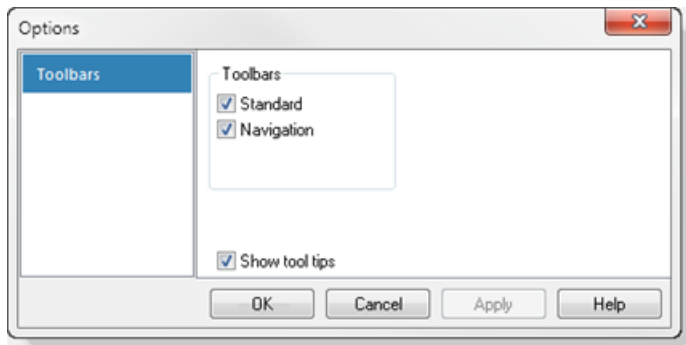 Options
Toolbars
Toolbars
Standard
Navigation
Show tool tips
OK Cancel Apply Help